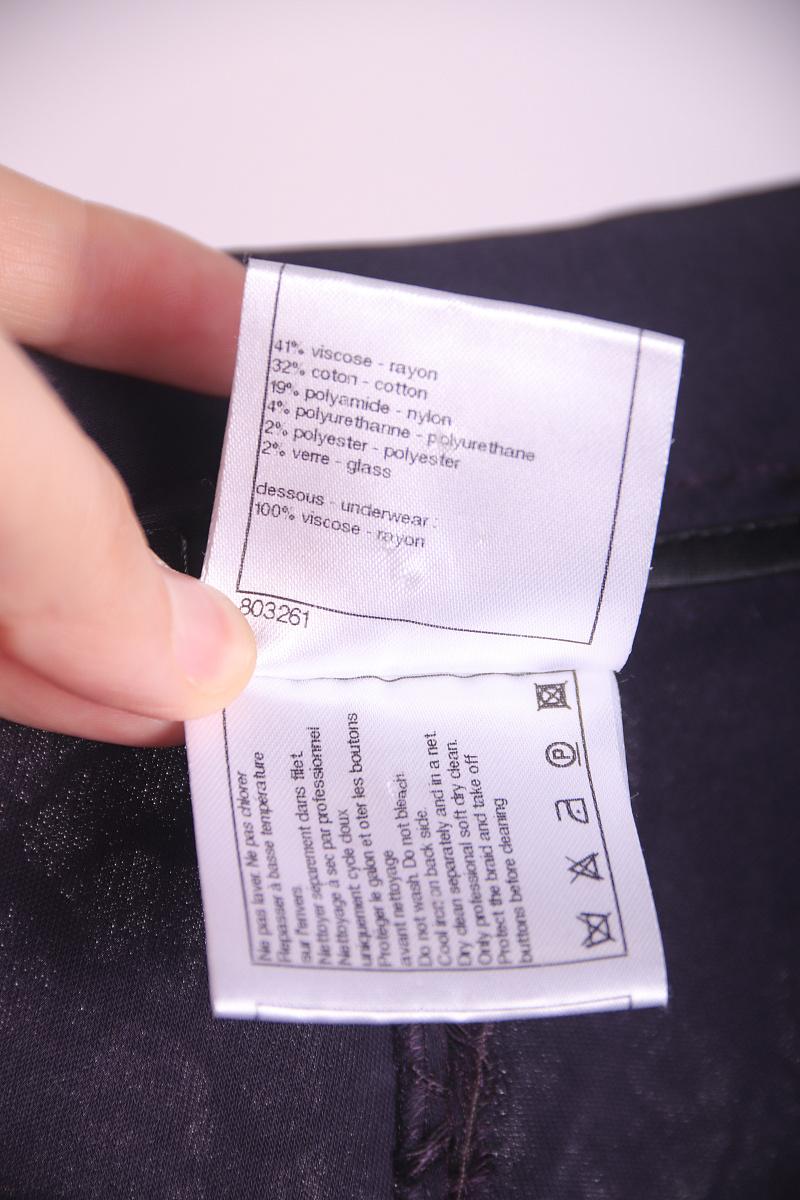 41% viscose - rayon
32% coton - cotton
19% polyamide - nylon
4% polyurethanne - polyurethane
2% polyester - polyester
2% verre - glass
dessous - underwear :
100% viscose - rayon
803261
Ne pas laver. Ne pas chlorer
Repasser à basse température
sur l'envers.
Nettoyer séparément dans filet.
Nettoyage à sec par professionnel
uniquement cycle doux
Protéger le galon et oter les boutons
avant nettoyage
Do not wash. Do not bleach.
Cool iron on back side.
Dry clean separately and in a net.
Only professional soft dry clean.
Protect the braid and take off
buttons before cleaning
P